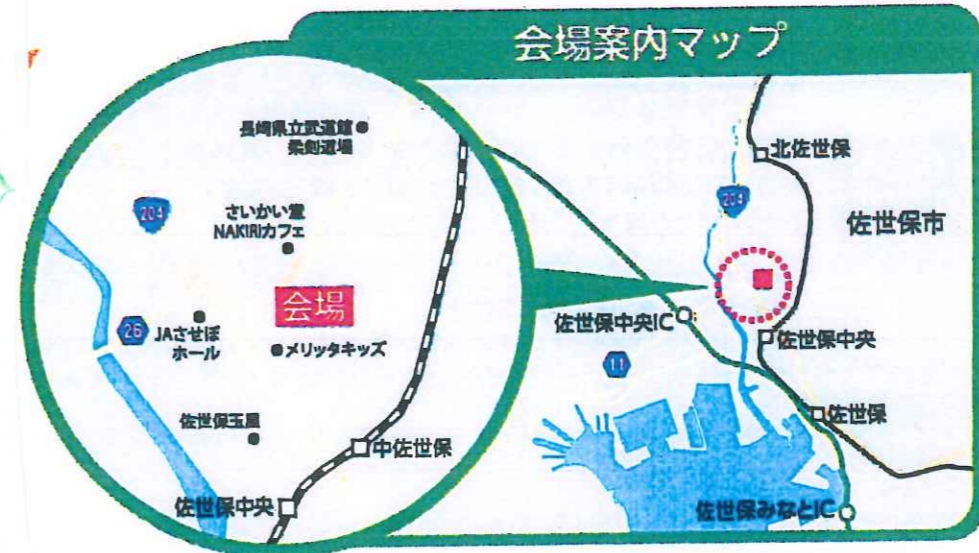 会場案内マップ
長崎県立武道館
柔剣道場
204
さいかい堂
NAKIRIカフェ
会場
26
JAさせぼ
ホール
メリッタキッズ
佐世保玉屋
中佐世保
佐世保中央
北佐世保
204
佐世保市
佐世保中央IC
佐世保中央
11
佐世保
佐世保みなとIC